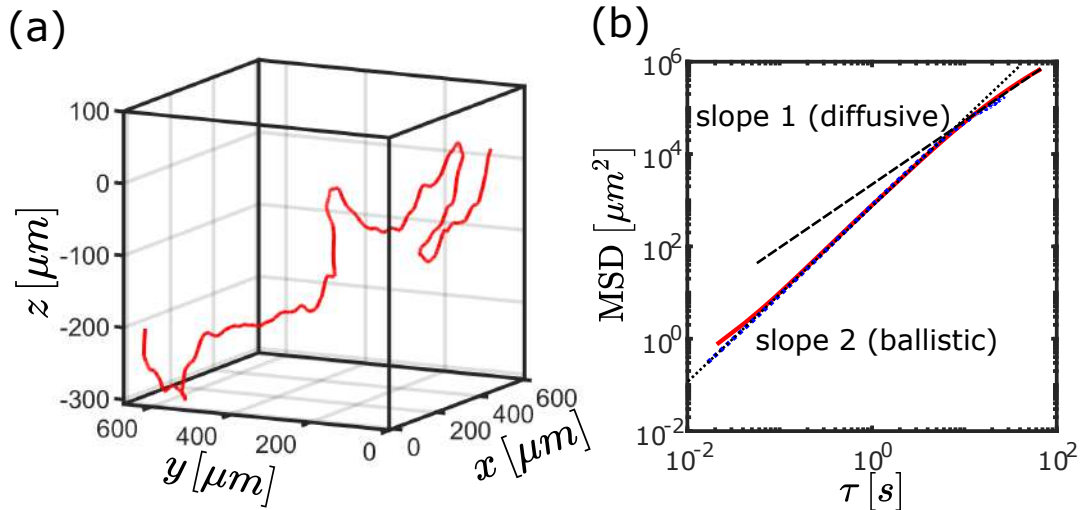 (a)
100
0
-100
-200
-300
z [μm]
600
400
200
0
y [μm]
0
200
400
600
x [μm]
(b)
10^6
10^4
10^2
10^0
10^-2
MSD [μm^2]
slope 1 (diffusive)
slope 2 (ballistic)
10^-2
10^0
10^2
τ [s]